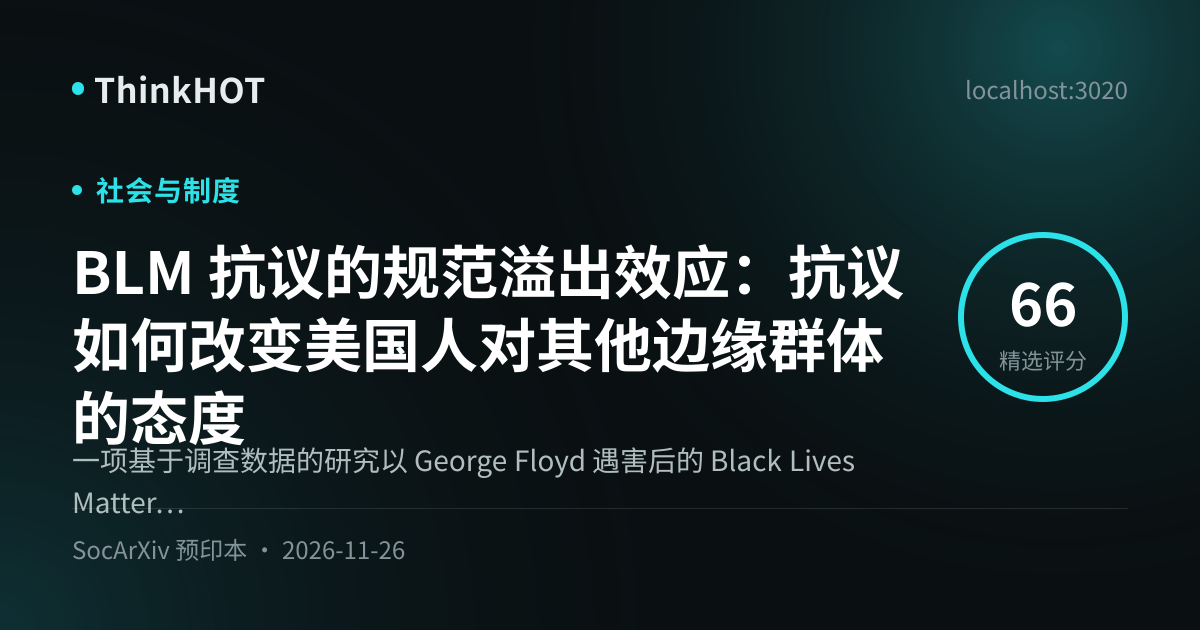 ThinkHOT
localhost:3020
社会与制度
BLM 抗议的规范溢出效应：抗议
如何改变美国人对其他边缘群体
的态度
66
精选评分
一项基于调查数据的研究以 George Floyd 遇害后的 Black Lives
Matter…
SocArXiv 预印本 · 2026-11-26